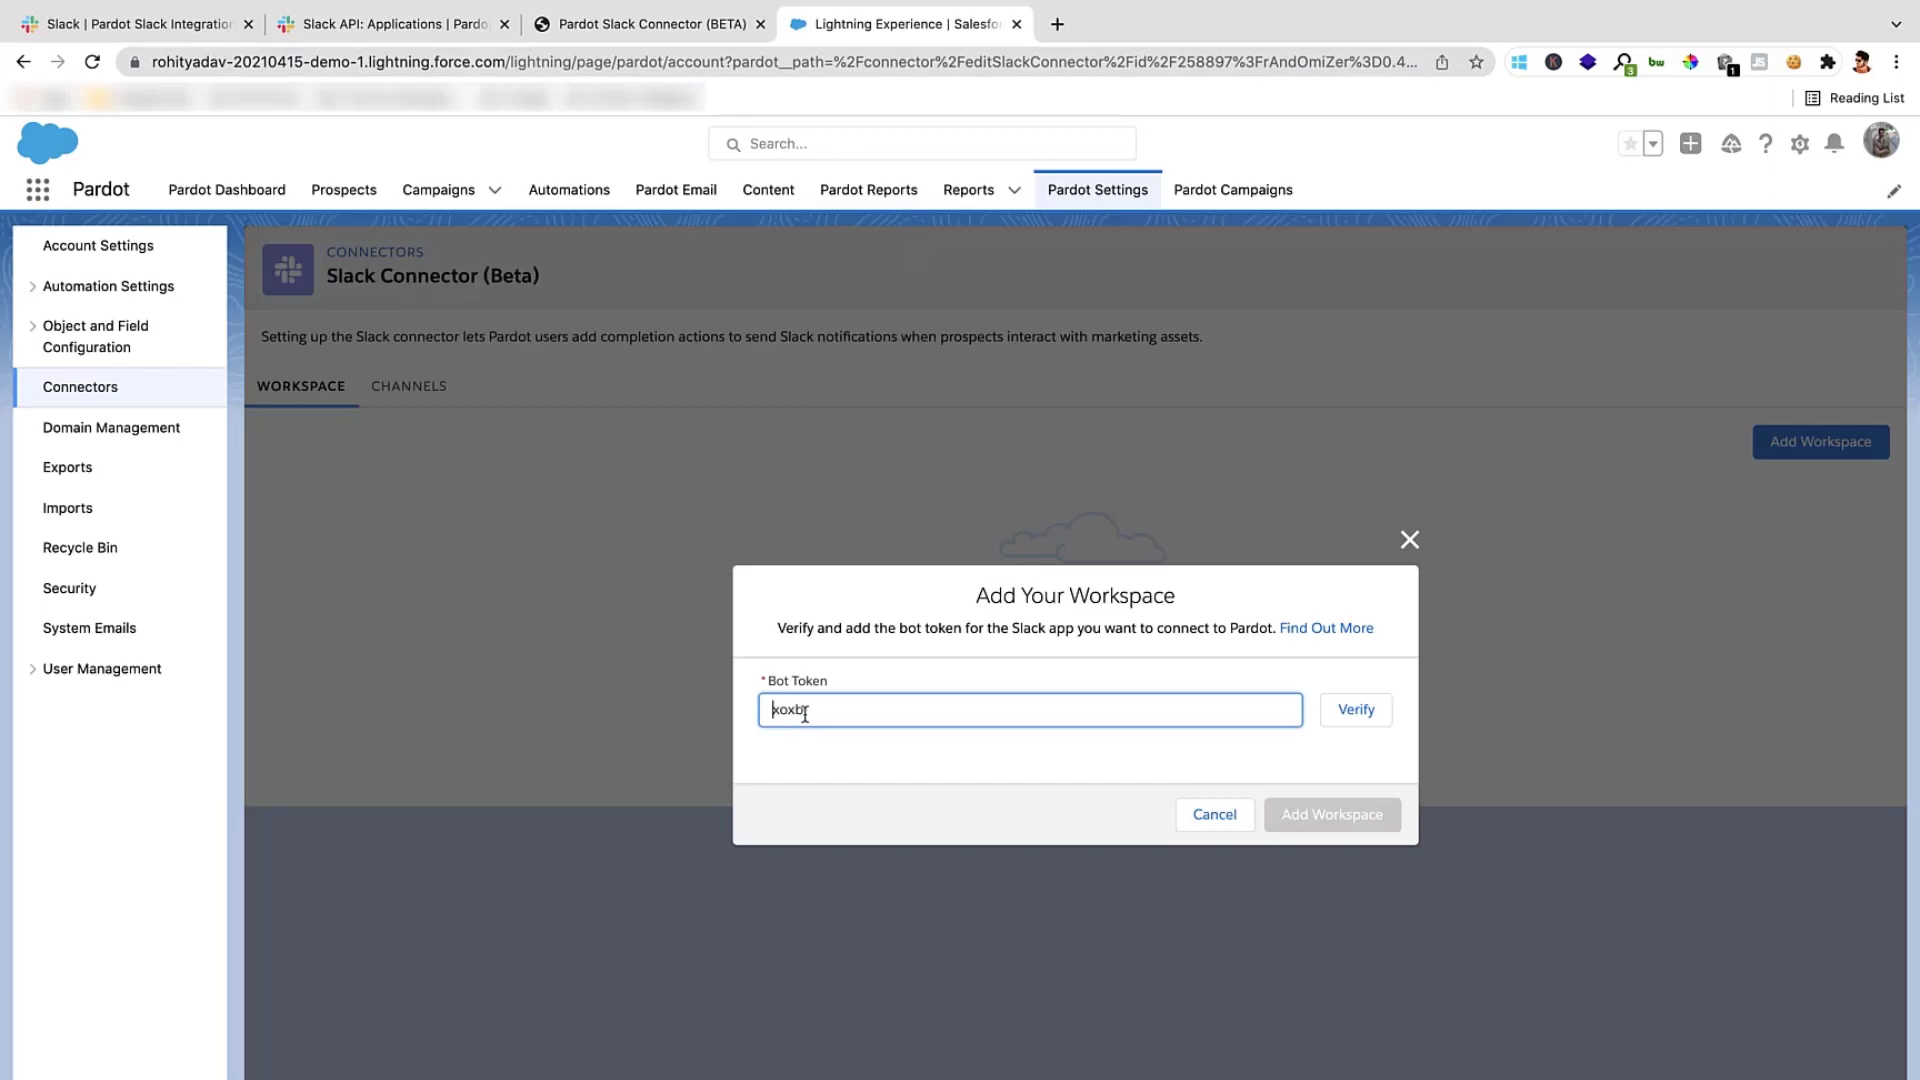 Slack | Pardot Slack Integration
Slack API: Applications | Pardo
Pardot Slack Connector (BETA)
Lightning Experience | Salesfo
rohityadav-20210415-demo-1.lightning.force.com/lightning/page/pardot/account?pardot__path=%2Fconnector%2FeditSlackConnector%2Fid%2F258897%3FrAndOmiZer%3D0.4...
3
bw
1
JS
Reading List
Search...
Pardot
Pardot Dashboard
Prospects
Campaigns
Automations
Pardot Email
Content
Pardot Reports
Reports
Pardot Settings
Pardot Campaigns
Account Settings
Automation Settings
Object and Field
Configuration
Connectors
Domain Management
Exports
Imports
Recycle Bin
Security
System Emails
User Management
CONNECTORS
Slack Connector (Beta)
Setting up the Slack connector lets Pardot users add completion actions to send Slack notifications when prospects interact with marketing assets.
WORKSPACE
CHANNELS
Add Workspace
Add Your Workspace
Verify and add the bot token for the Slack app you want to connect to Pardot. Find Out More
* Bot Token
xoxb
Verify
Cancel
Add Workspace